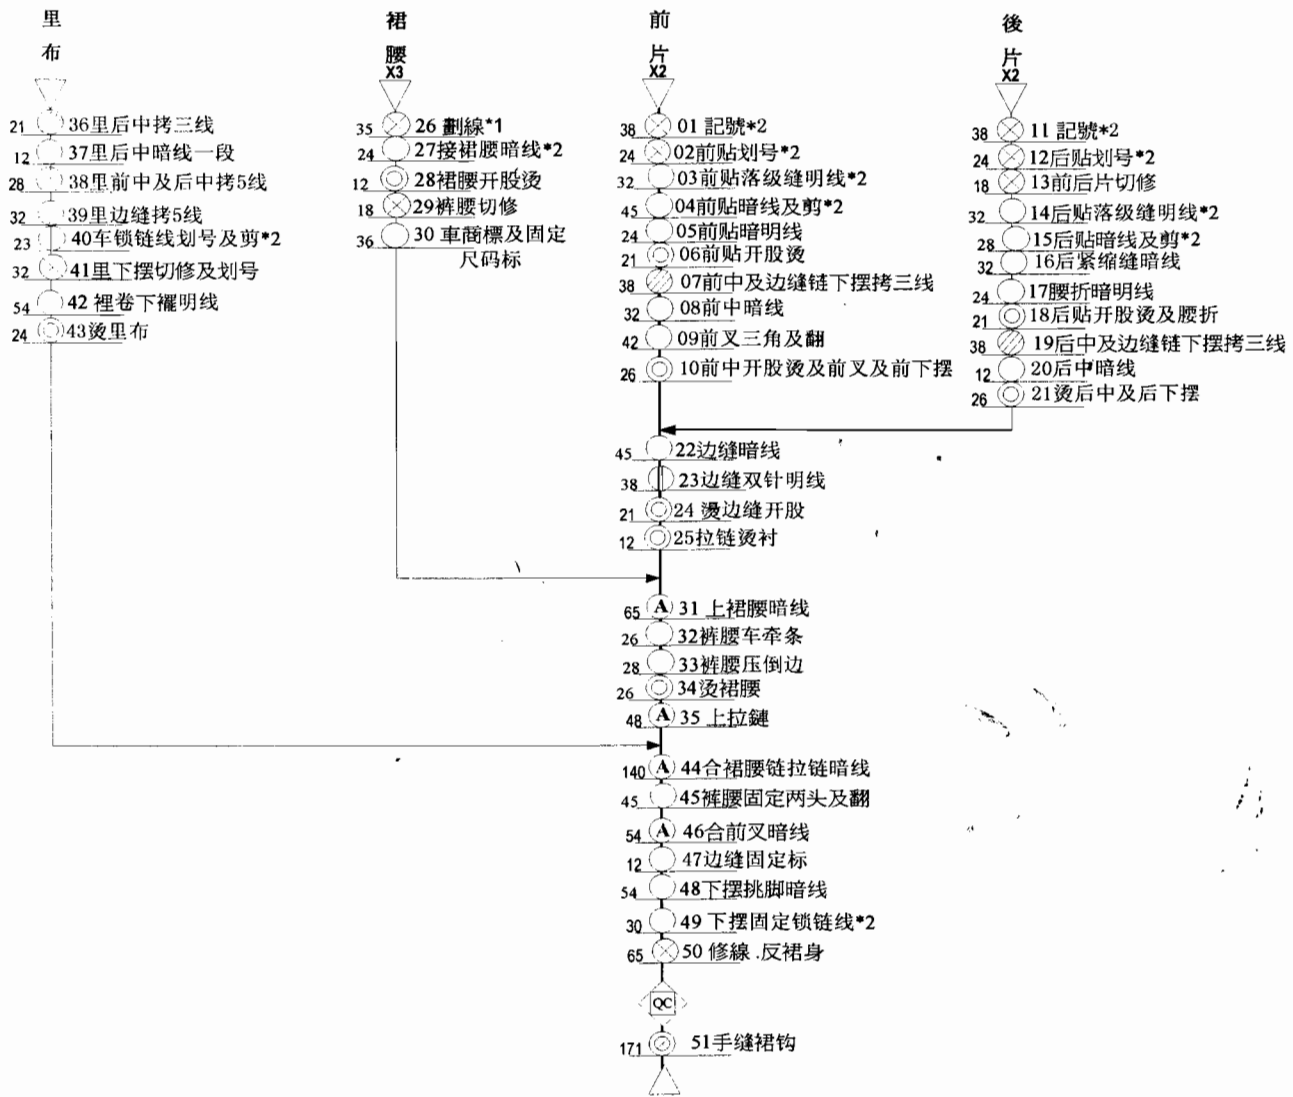 里布
21 36里后中拷三线
12 37里后中暗线一段
28 38里前中及后中拷5线
32 39里边缝拷5线
23 40车锁链线划号及剪*2
32 41里下摆切修及划号
54 42 裡卷下襬明线
24 43烫里布
裙腰
X3
35 26 劃線*1
24 27接裙腰暗线*2
12 28裙腰开股烫
18 29裤腰切修
36 30 車商標及固定
尺码标
前片
X2
38 01 記號*2
24 02前贴划号*2
32 03前贴落级缝明线*2
45 04前贴暗线及剪*2
24 05前贴暗明线
21 06前贴开股烫
38 07前中及边缝链下摆拷三线
32 08前中暗线
42 09前叉三角及翻
26 10前中开股烫及前叉及前下摆
後片
X2
38 11 記號*2
24 12后贴划号*2
18 13前后片切修
32 14后贴落级缝明线*2
28 15后贴暗线及剪*2
32 16后紧缩缝暗线
24 17腰折暗明线
21 18后贴开股烫及腰折
38 19后中及边缝链下摆拷三线
12 20后中暗线
26 21烫后中及后下摆
45 22边缝暗线
38 23边缝双针明线
21 24 燙边缝开股
12 25拉链烫衬
65 A 31 上裙腰暗线
26 32裤腰车牵条
28 33裤腰压倒边
26 34烫裙腰
48 A 35 上拉鏈
140 A 44合裙腰链拉链暗线
45 45裤腰固定两头及翻
54 A 46合前叉暗线
12 47边缝固定标
54 48下摆挑脚暗线
30 49 下摆固定锁链线*2
65 50 修線.反裙身
QC
171 51手缝裙钩